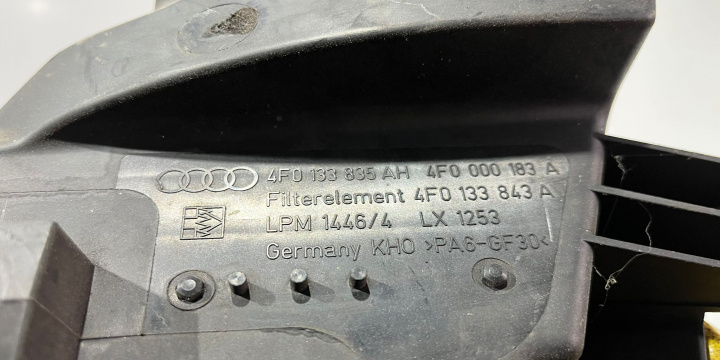 4F0 133 835 AH 4F0 000 183 A
Filterelement 4F0 133 843 A
LPM 1446/4 LX 1253
Germany KHO >PA6-GF30<